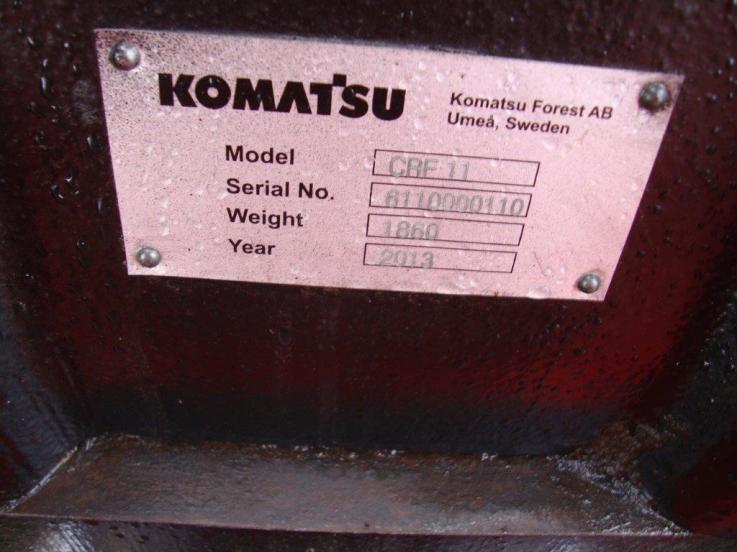 KOMATSU
Komatsu Forest AB
Umeå, Sweden
Model CRF 11
Serial No. 6110000110
Weight 1860
Year 2013